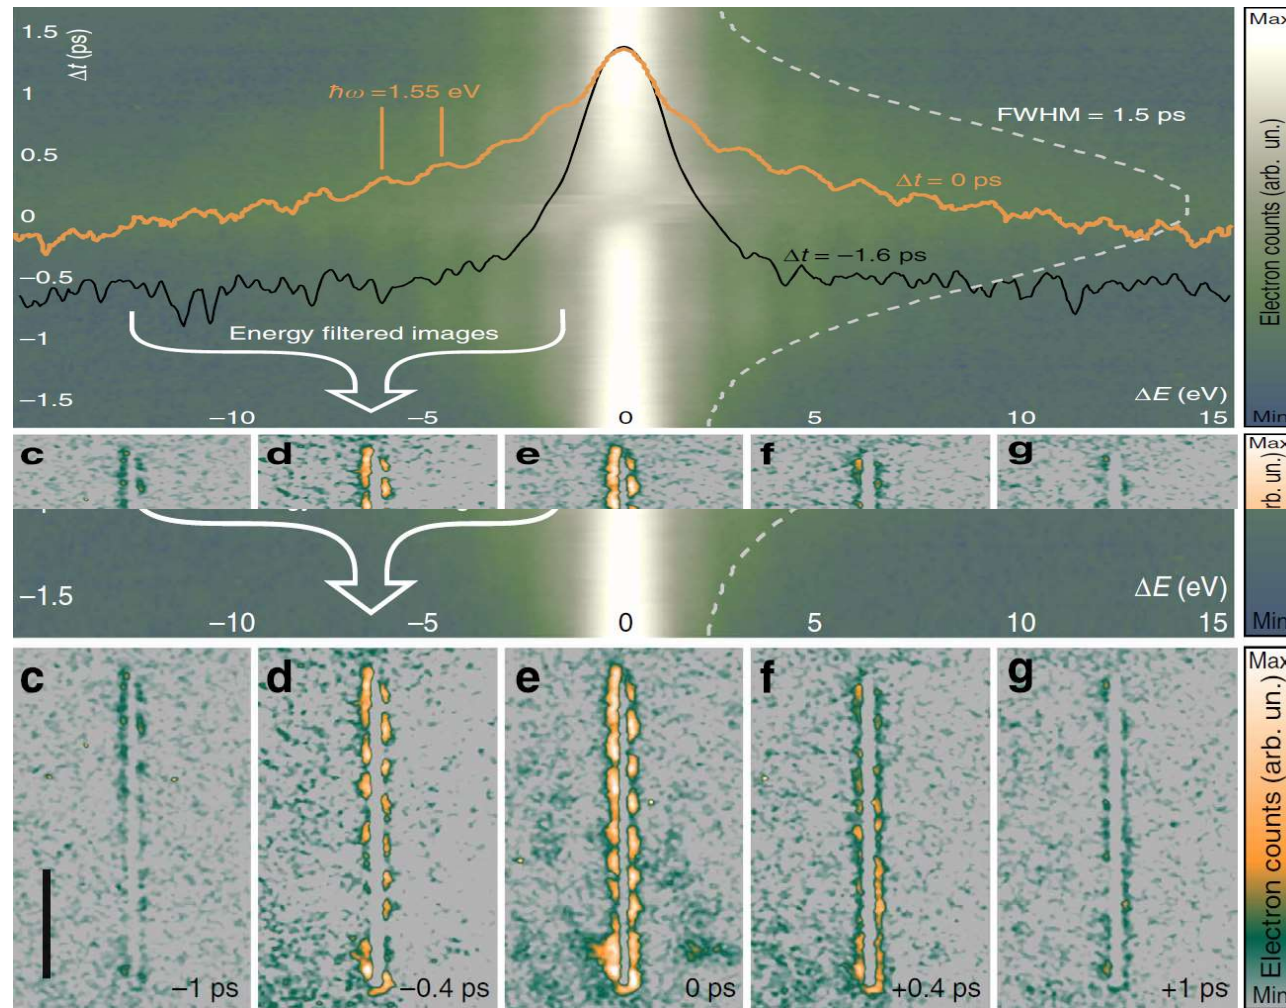 1.5
Δt (ps)
1
0.5
0
−0.5
−1
−1.5
ħω = 1.55 eV
FWHM = 1.5 ps
Δt = 0 ps
Δt = −1.6 ps
Energy filtered images
−10
−5
0
5
10
15
ΔE (eV)
Max
Electron counts (arb. un.)
Min
c
d
e
f
g
Max
arb. un.)
−1.5
−10
−5
0
5
10
15
ΔE (eV)
Min
c
d
e
f
g
−1 ps
−0.4 ps
0 ps
+0.4 ps
+1 ps
Max
Electron counts (arb. un.)
Min